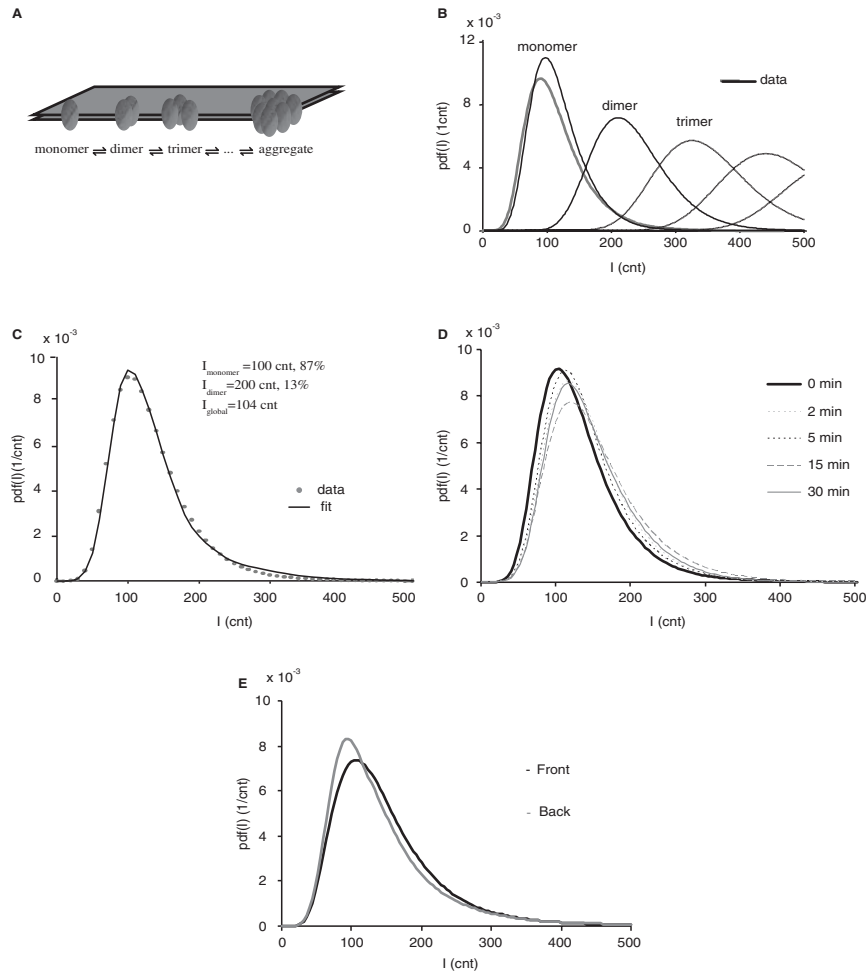 A
monomer ⇌ dimer ⇌ trimer ⇌ ... ⇌ aggregate
B
x 10-3
12
8
4
0
pdf(I) (1cnt)
monomer
dimer
trimer
data
0 100 200 300 400 500
I (cnt)
C
x 10-3
10
8
6
4
2
0
pdf(I)(1/cnt)
Imonomer=100 cnt, 87%
Idimer=200 cnt, 13%
Iglobal=104 cnt
data
fit
0 100 200 300 400 500
I (cnt)
D
x 10-3
10
8
6
4
2
0
pdf(I) (1/cnt)
0 min
2 min
5 min
15 min
30 min
0 100 200 300 400 500
I (cnt)
E
x 10-3
10
8
6
4
2
0
pdf(I) (1/cnt)
- Front
- Back
0 100 200 300 400 500
I (cnt)